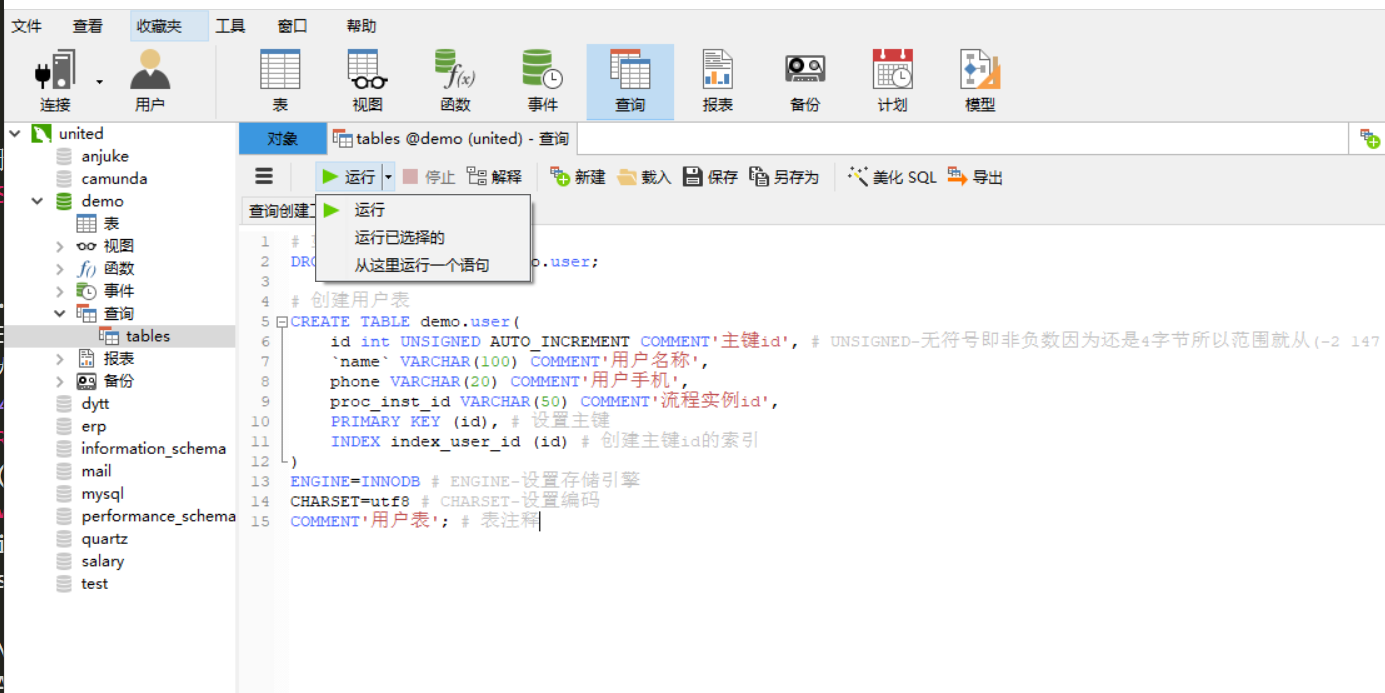 文件 查看 收藏夹 工具 窗口 帮助
连接 用户 表 视图 函数 事件 查询 报表 备份 计划 模型
united
anjuke
camunda
demo
表
视图
函数
事件
查询
tables
报表
备份
dytt
erp
information_schema
mail
mysql
performance_schema
quartz
salary
test
对象 tables @demo (united) - 查询
运行 停止 解释 新建 载入 保存 另存为 美化 SQL 导出
查询创建
运行
运行已选择的
从这里运行一个语句
1 #
2 DRO .user;
3
4 # 创建用户表
5 CREATE TABLE demo.user(
6 id int UNSIGNED AUTO_INCREMENT COMMENT'主键id', # UNSIGNED-无符号即非负数因为还是4字节所以范围就从(-2 147
7 `name` VARCHAR(100) COMMENT'用户名称',
8 phone VARCHAR(20) COMMENT'用户手机',
9 proc_inst_id VARCHAR(50) COMMENT'流程实例id',
10 PRIMARY KEY (id), # 设置主键
11 INDEX index_user_id (id) # 创建主键id的索引
12 )
13 ENGINE=INNODB # ENGINE-设置存储引擎
14 CHARSET=utf8 # CHARSET-设置编码
15 COMMENT'用户表'; # 表注释